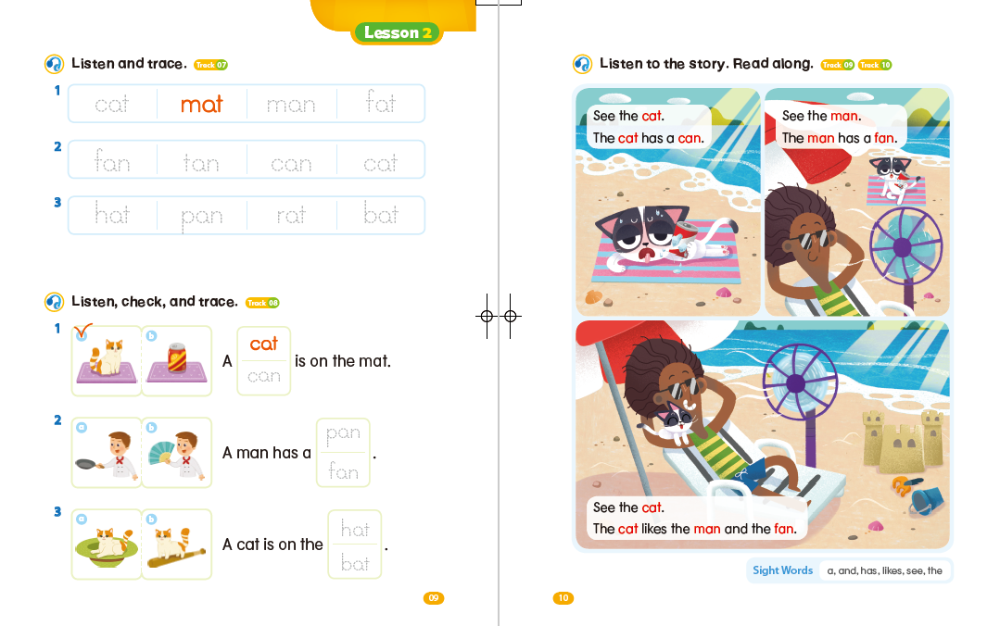 Lesson 2
Listen and trace. Track 07
1 cat mat man fat
2 fan tan can cat
3 hat pan rat bat
Listen, check, and trace. Track 08
1 a b A cat can is on the mat.
2 a b A man has a pan fan .
3 a b A cat is on the hat bat .
09
Listen to the story. Read along. Track 09 Track 10
See the cat.
The cat has a can.
See the man.
The man has a fan.
See the cat.
The cat likes the man and the fan.
Sight Words a, and, has, likes, see, the
10